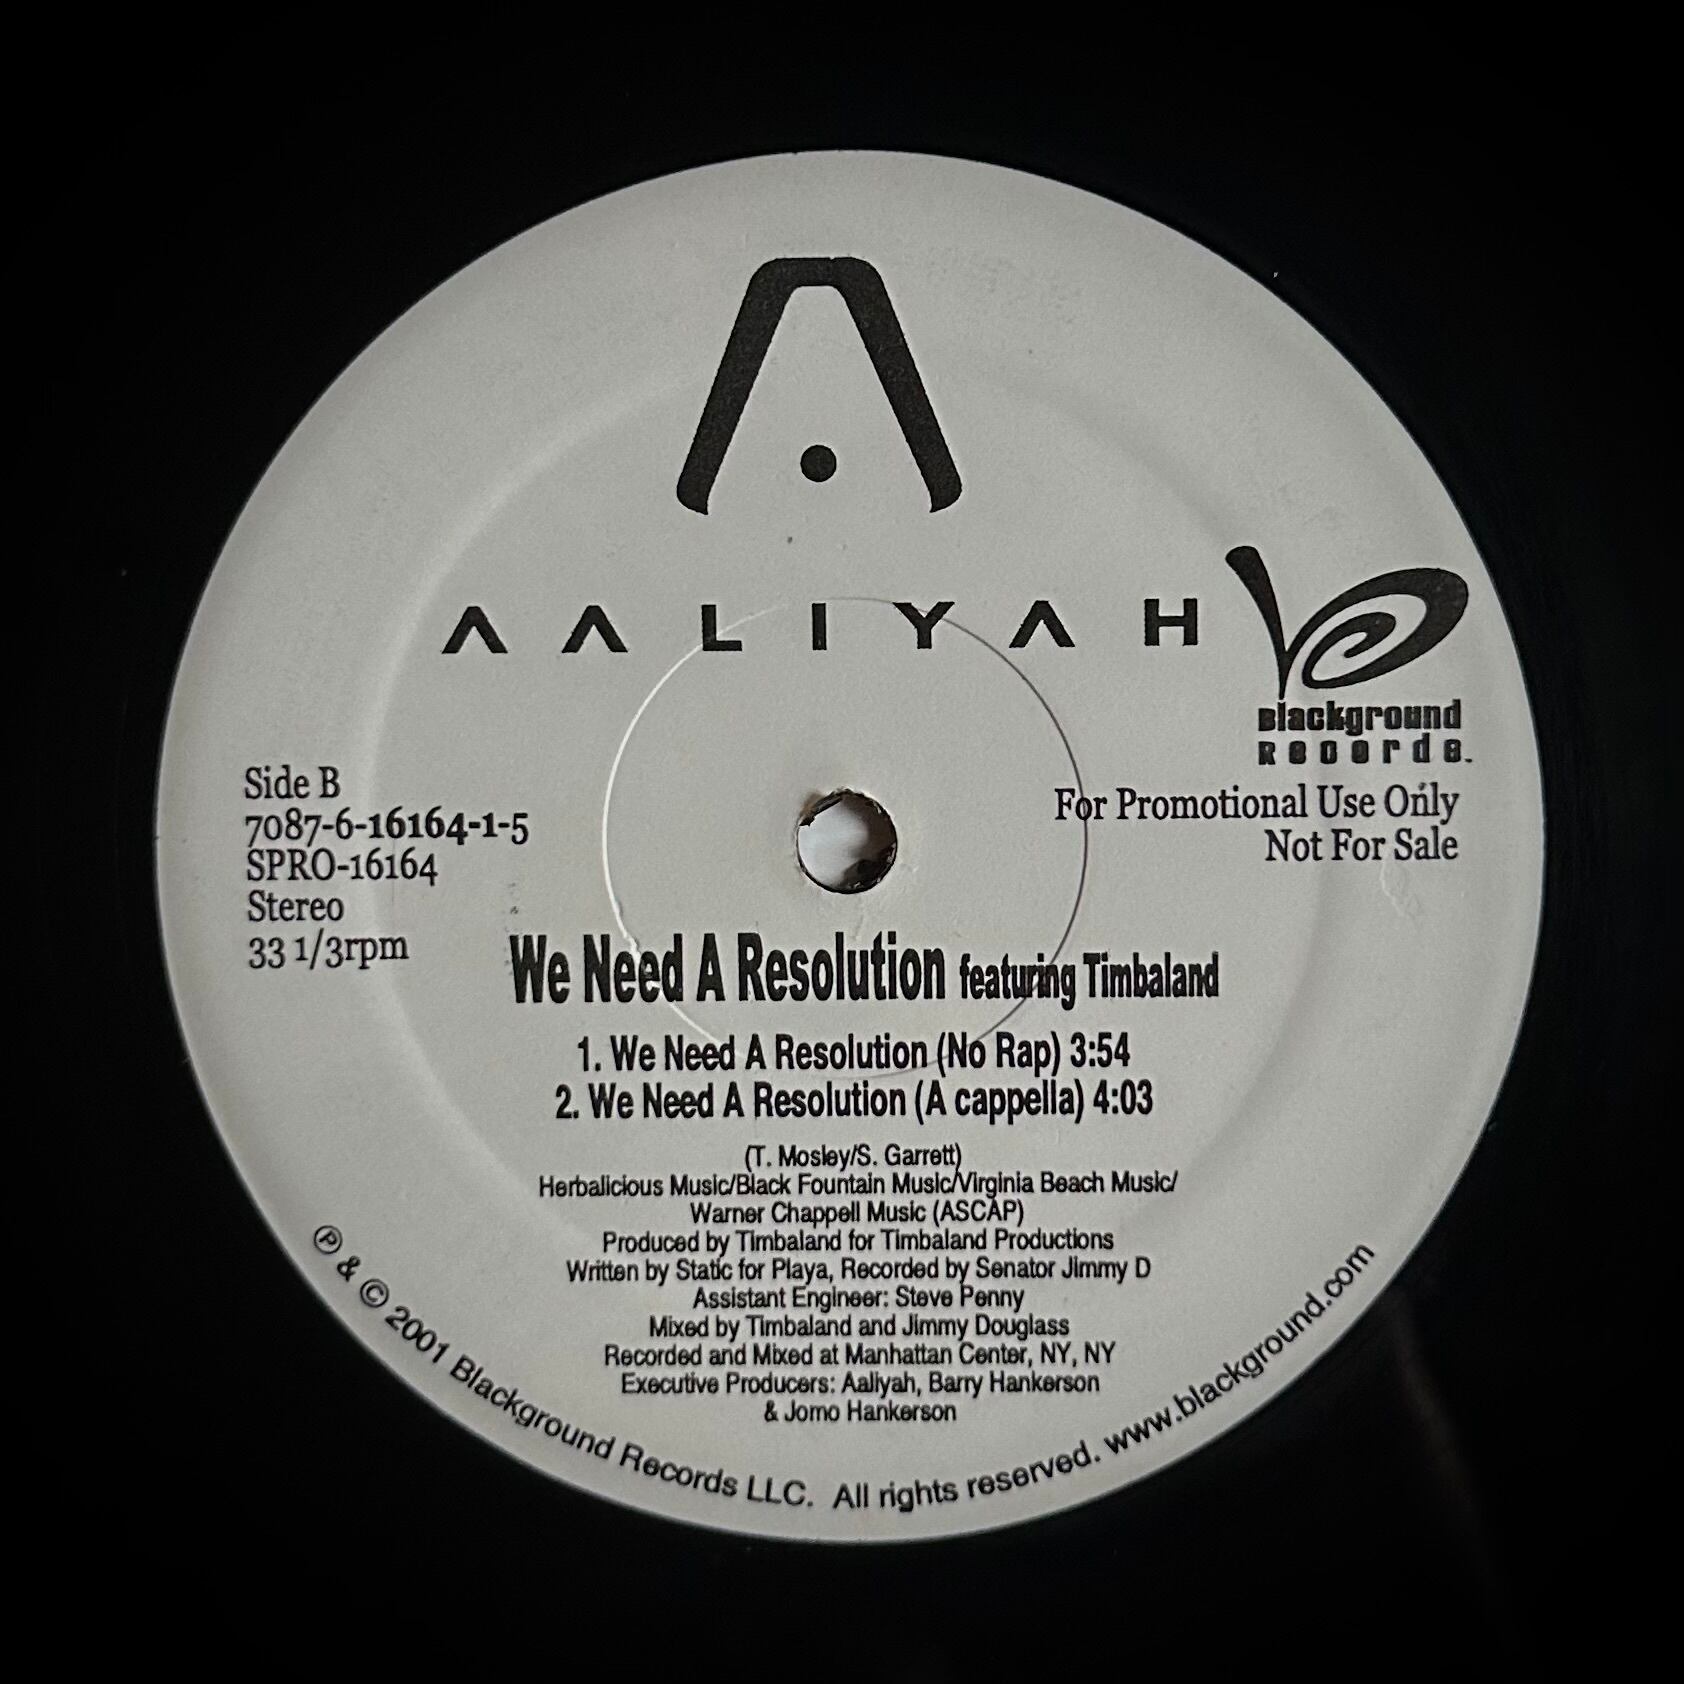 AALIYAH
Blackground
Records.
Side B
7087-6-16164-1-5
SPRO-16164
Stereo
33 1/3rpm
For Promotional Use Only
Not For Sale
We Need A Resolution featuring Timbaland
1. We Need A Resolution (No Rap) 3:54
2. We Need A Resolution (A cappella) 4:03
(T. Mosley/S. Garrett)
Herbalicious Music/Black Fountain Music/Virginia Beach Music/
Warner Chappell Music (ASCAP)
Produced by Timbaland for Timbaland Productions
Written by Static for Playa, Recorded by Senator Jimmy D
Assistant Engineer: Steve Penny
Mixed by Timbaland and Jimmy Douglass
Recorded and Mixed at Manhattan Center, NY, NY
Executive Producers: Aaliyah, Barry Hankerson
& Jomo Hankerson
℗ & © 2001 Blackground Records LLC. All rights reserved. www.blackground.com